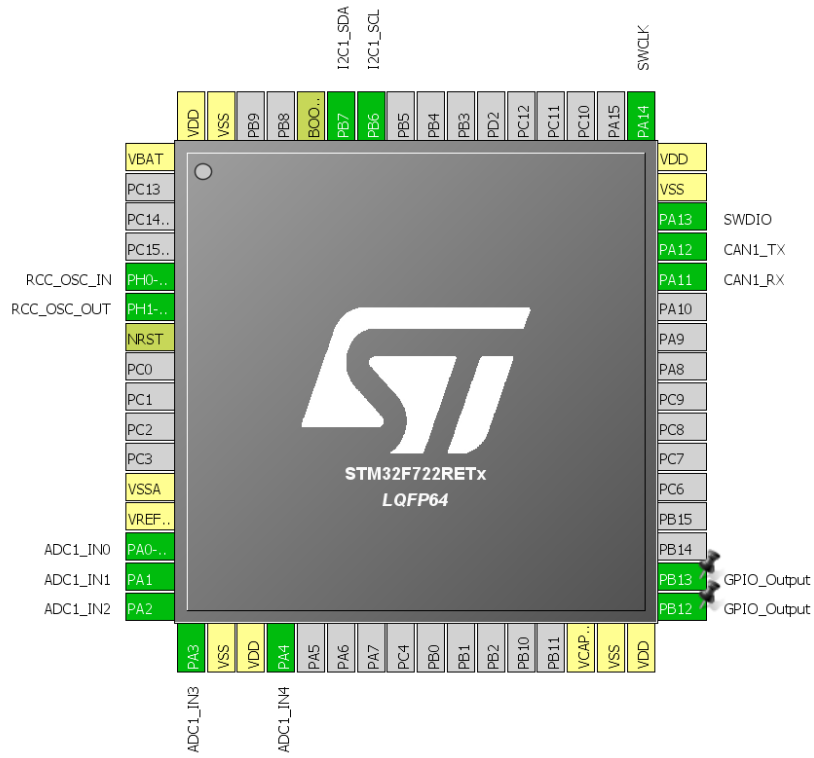 I2C1_SDA
I2C1_SCL
SWCLK
VDD
VSS
PB9
PB8
BOO..
PB7
PB6
PB5
PB4
PB3
PD2
PC12
PC11
PC10
PA15
PA14
VBAT
PC13
PC14..
PC15..
RCC_OSC_IN PH0-..
RCC_OSC_OUT PH1-..
NRST
PC0
PC1
PC2
PC3
VSSA
VREF..
ADC1_IN0 PA0-..
ADC1_IN1 PA1
ADC1_IN2 PA2
VDD
VSS
PA13 SWDIO
PA12 CAN1_TX
PA11 CAN1_RX
PA10
PA9
PA8
PC9
PC8
PC7
PC6
PB15
PB14
PB13 GPIO_Output
PB12 GPIO_Output
ST
STM32F722RETx
LQFP64
PA3
VSS
VDD
PA4
PA5
PA6
PA7
PC4
PB0
PB1
PB2
PB10
PB11
VCAP..
VSS
VDD
ADC1_IN3
ADC1_IN4